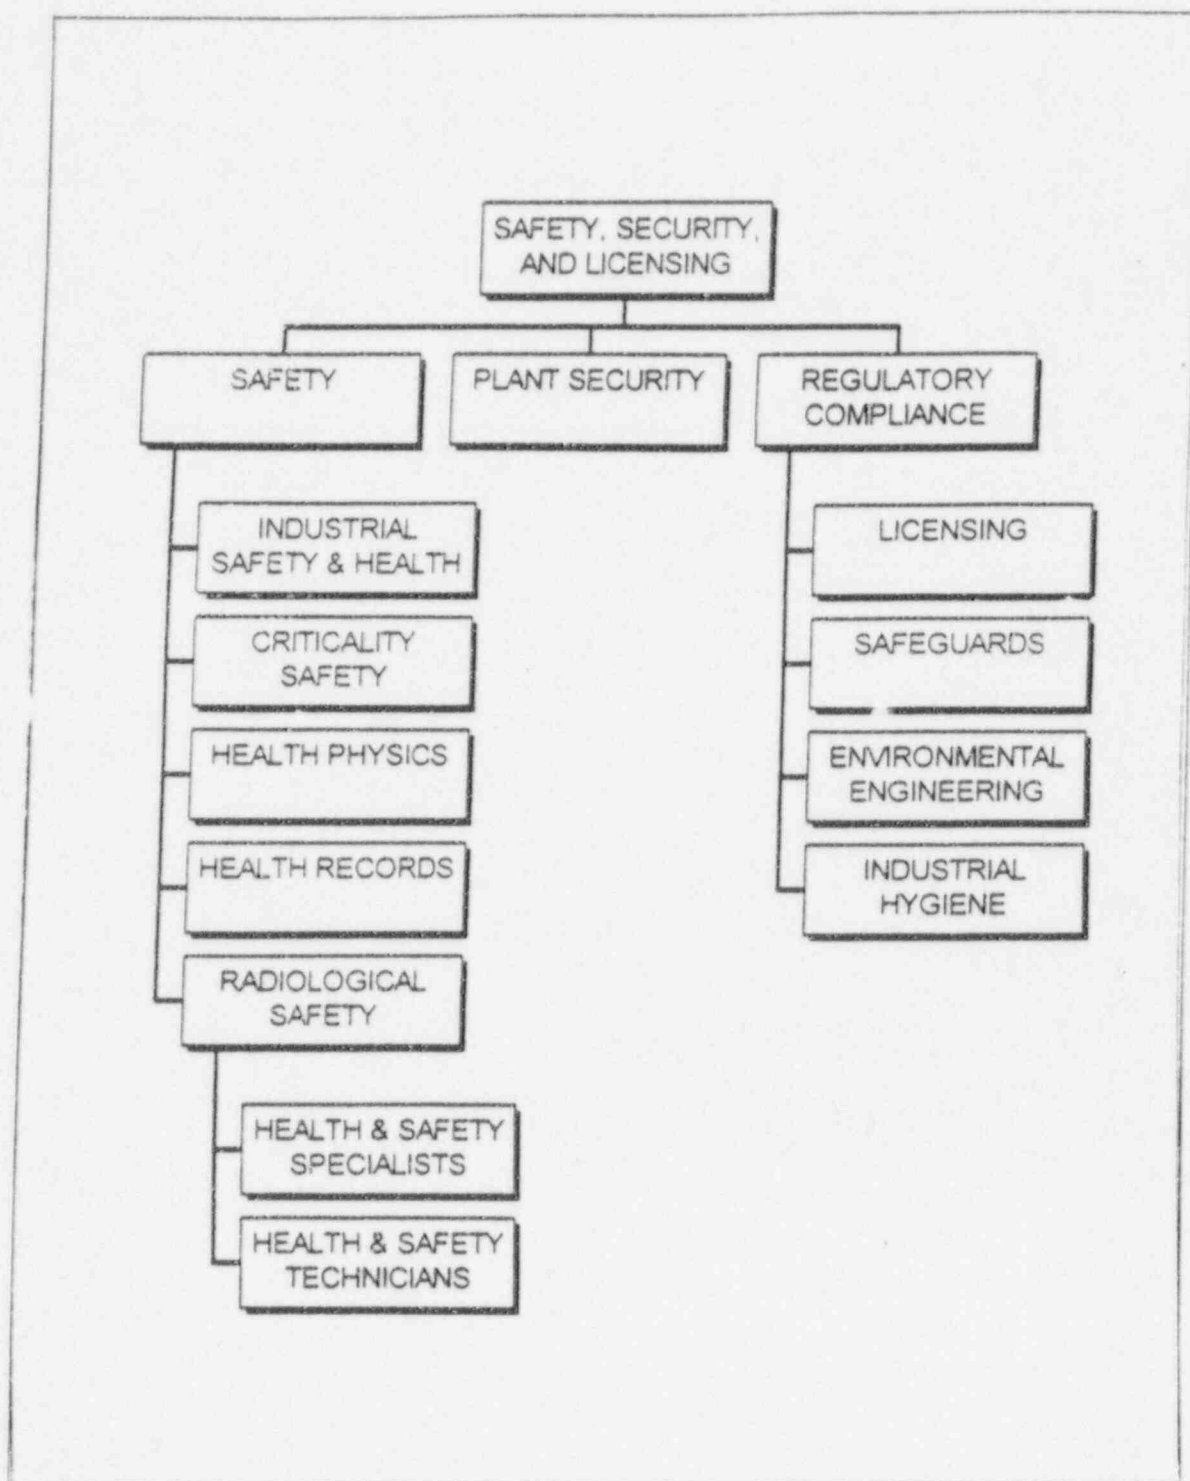 SAFETY, SECURITY,
AND LICENSING
SAFETY
PLANT SECURITY
REGULATORY
COMPLIANCE
INDUSTRIAL
SAFETY & HEALTH
CRITICALITY
SAFETY
HEALTH PHYSICS
HEALTH RECORDS
RADIOLOGICAL
SAFETY
HEALTH & SAFETY
SPECIALISTS
HEALTH & SAFETY
TECHNICIANS
LICENSING
SAFEGUARDS
ENVIRONMENTAL
ENGINEERING
INDUSTRIAL
HYGIENE